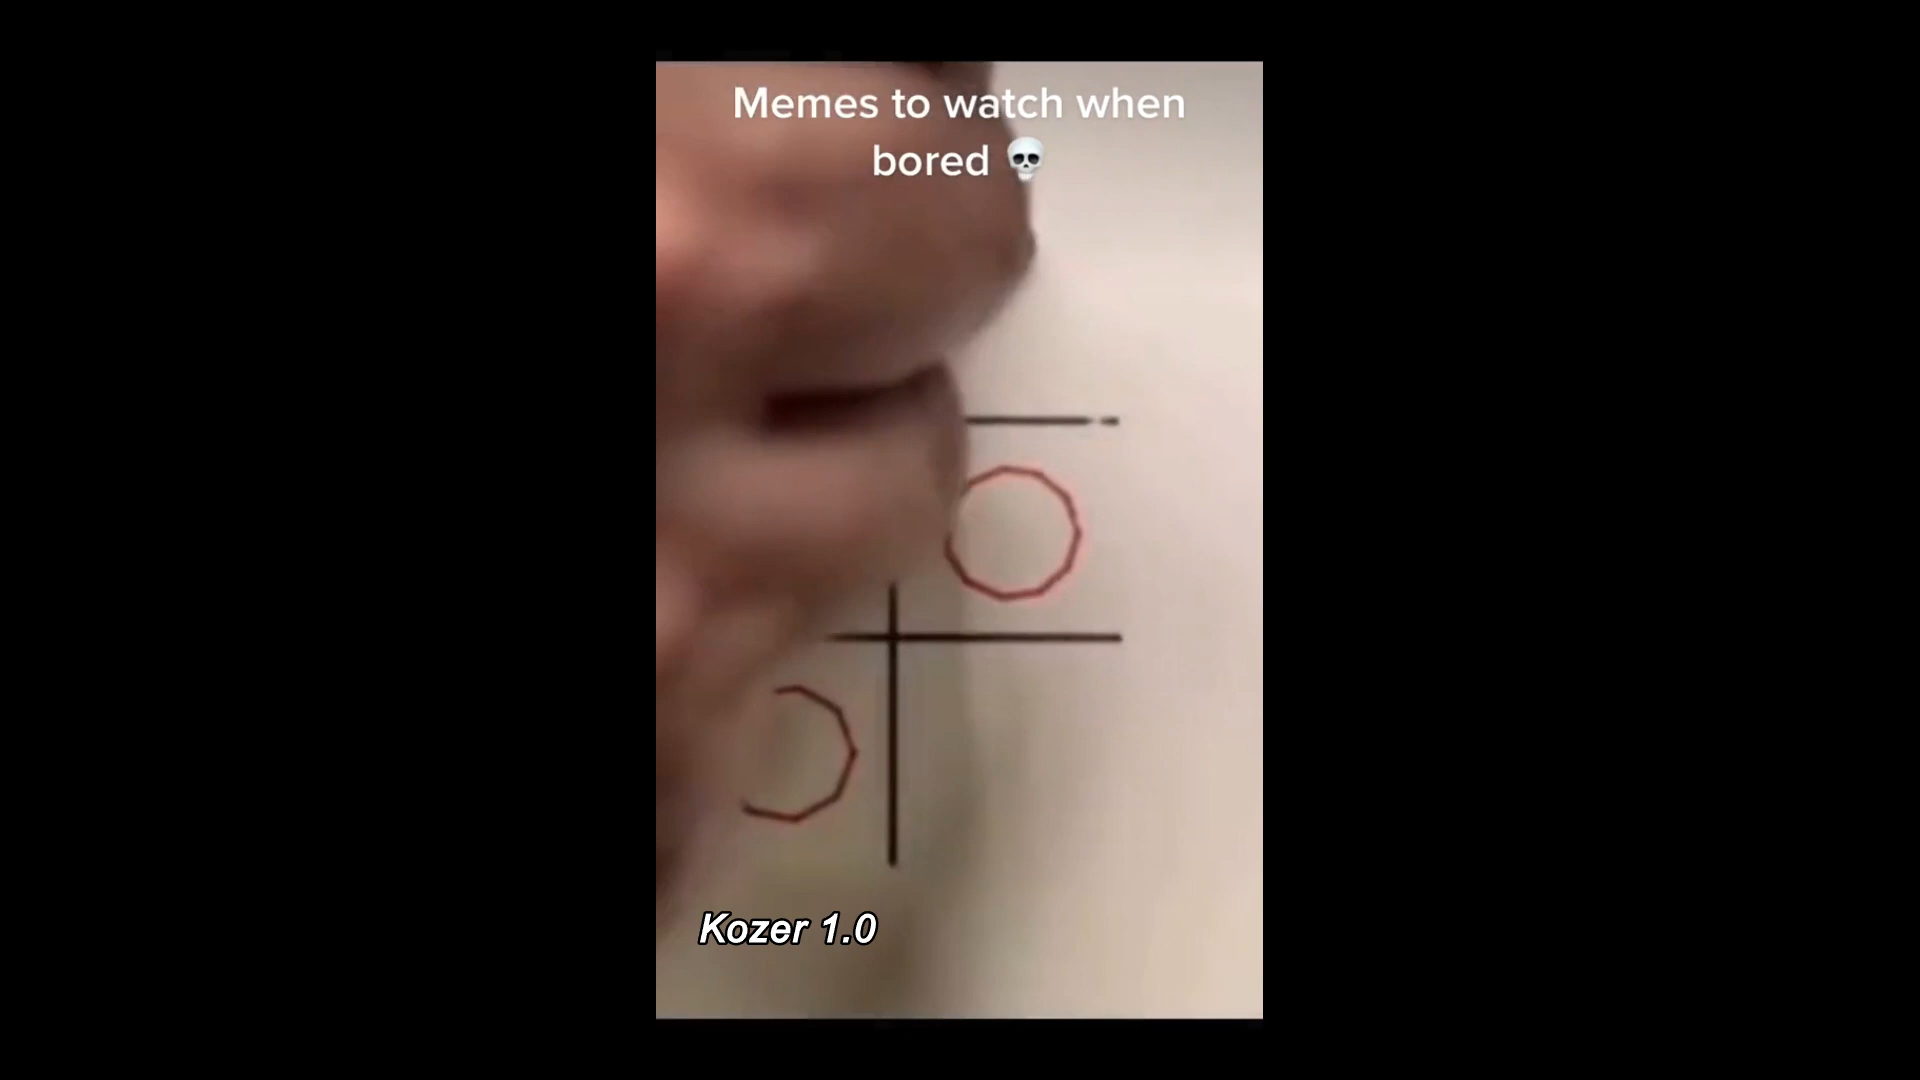 Memes to watch when
bored 💀
Kozer 1.0